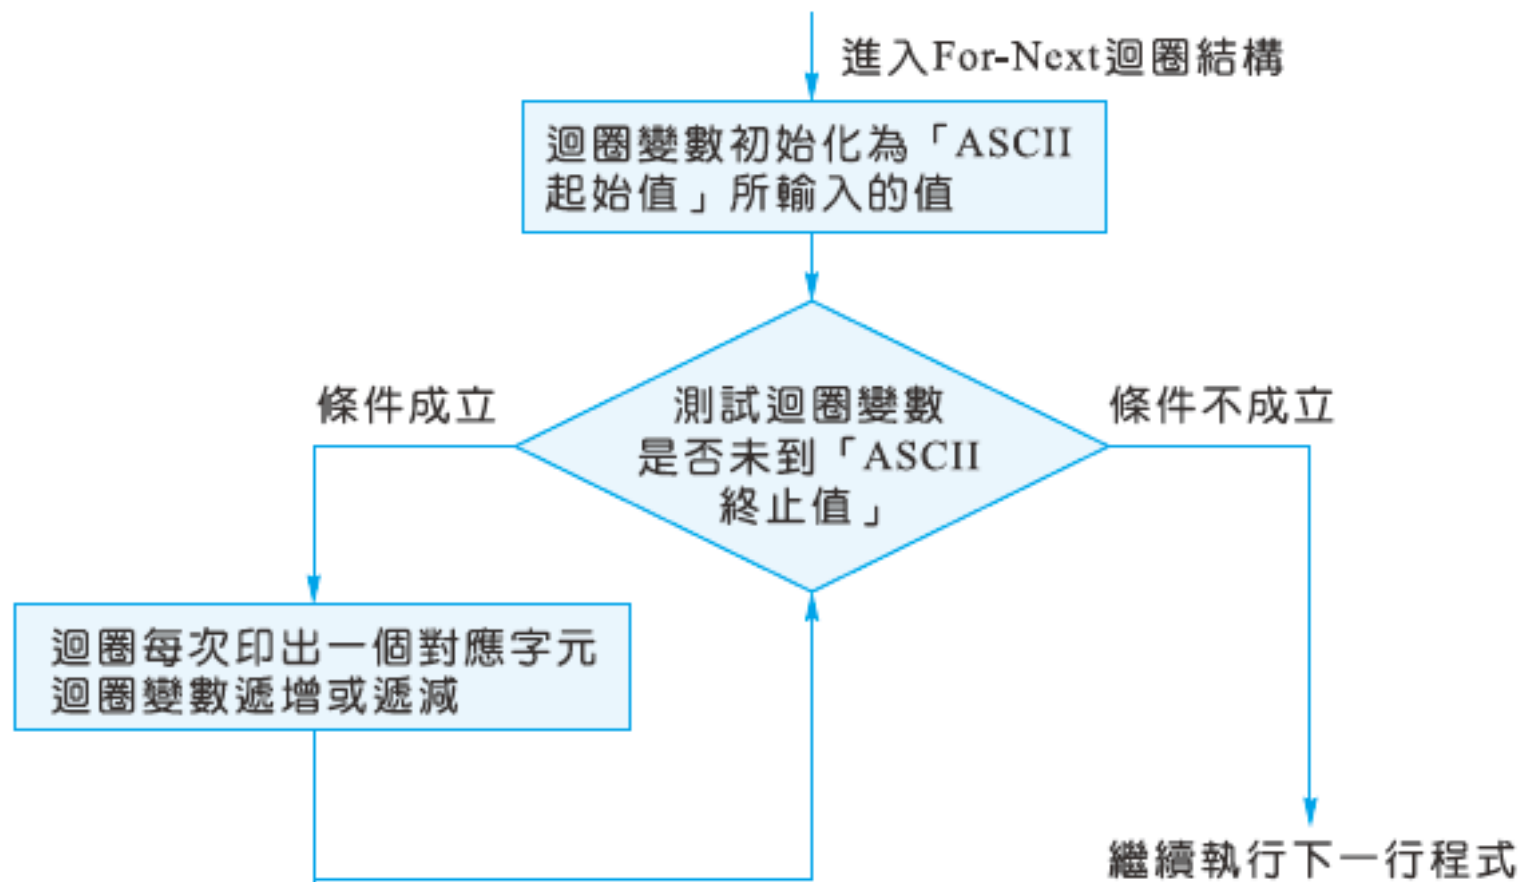 進入For-Next迴圈結構
迴圈變數初始化為「ASCII
起始值」所輸入的值
條件成立
測試迴圈變數
是否未到「ASCII
終止值」
條件不成立
迴圈每次印出一個對應字元
迴圈變數遞增或遞減
繼續執行下一行程式